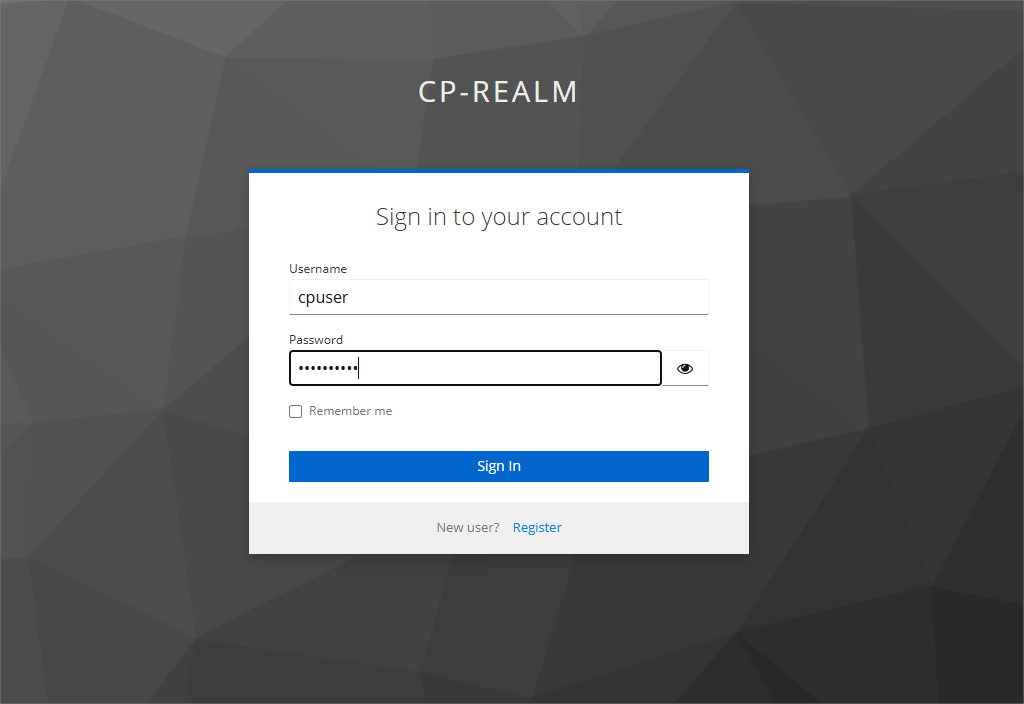 CP-REALM
Sign in to your account
Username
cpuser
Password
••••••••••
Remember me
Sign In
New user? Register